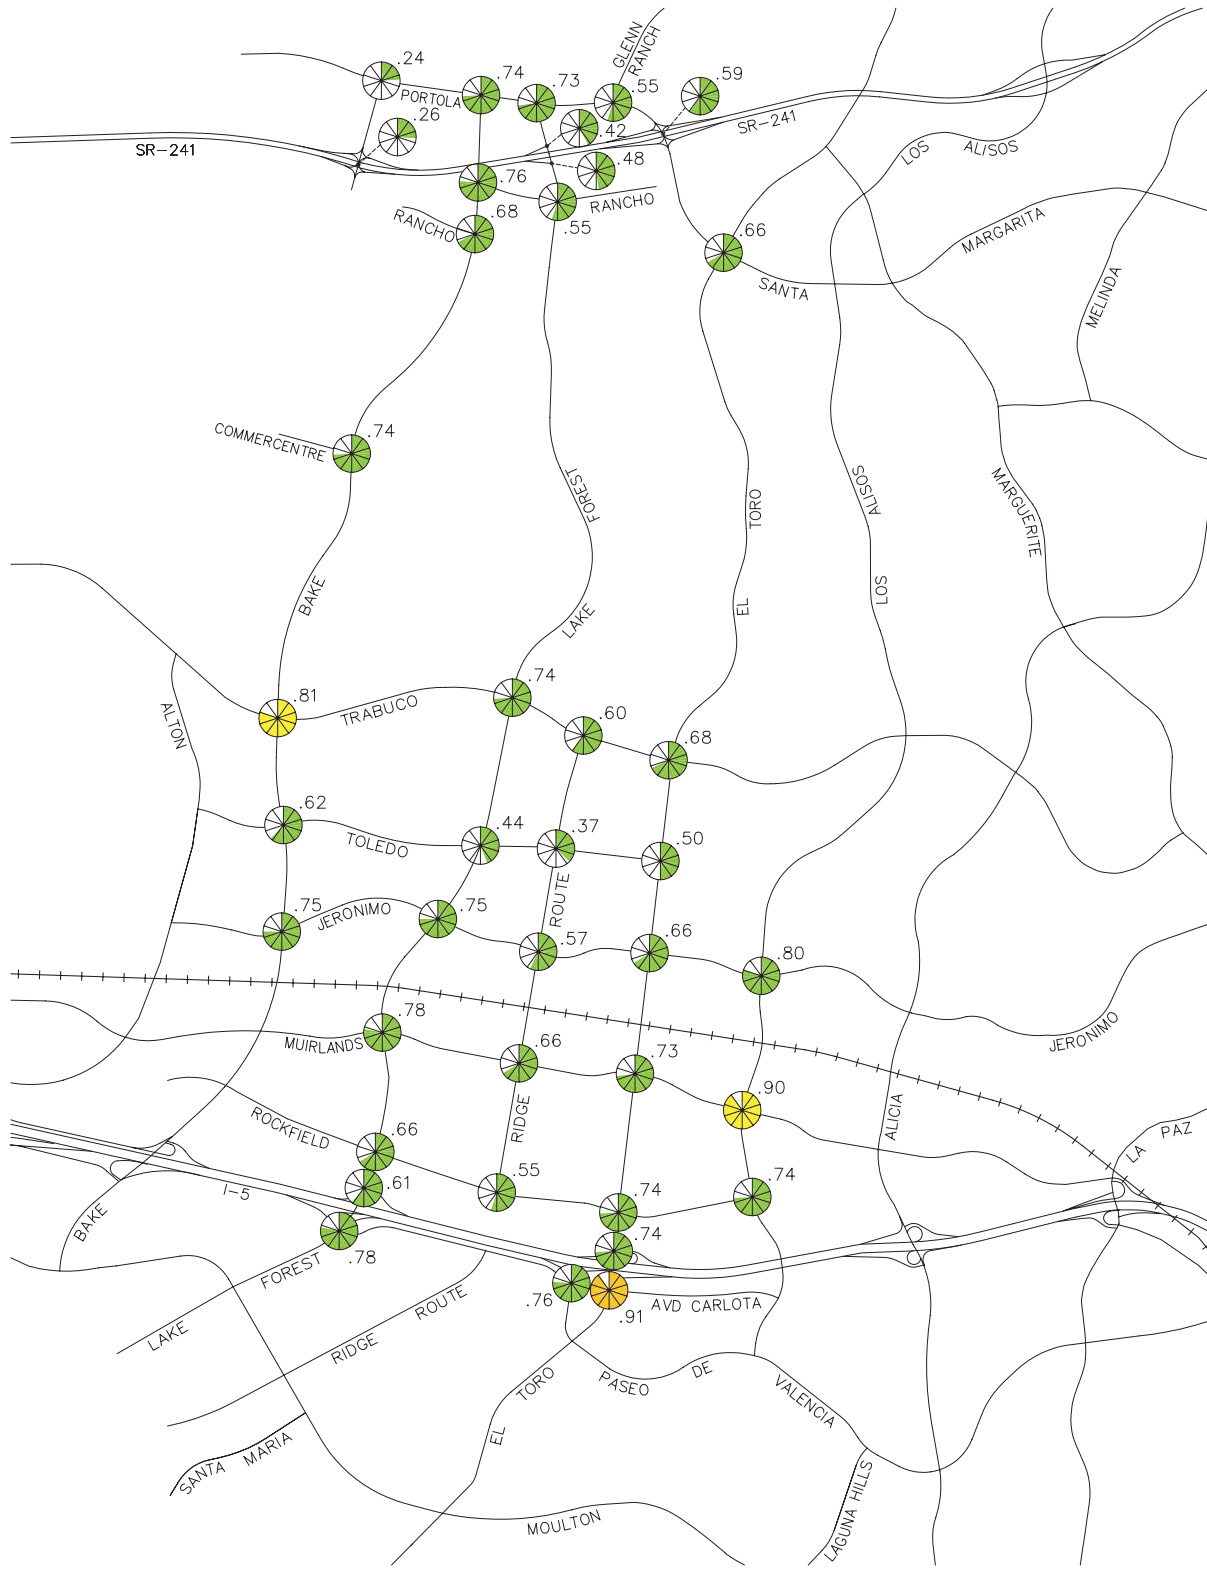 GLENN
RANCH
.24
.74
.73
.55
.59
PORTOLA
.26
.42
SR-241
SR-241
.48
LOS
ALISOS
.76
RANCHO
.68
RANCHO
.55
.66
MARGARITA
SANTA
MELINDA
COMMERCENTRE
.74
FOREST
TORO
ALISOS
MARGUERITE
BAKE
LAKE
EL
LOS
.74
.81
TRABUCO
ALTON
.60
.68
.62
TOLEDO
.44
.37
.50
ROUTE
.75
JERONIMO
.75
.57
.66
.80
.78
MUIRLANDS
.66
.73
JERONIMO
.90
ROCKFIELD
.66
RIDGE
ALICIA
LA
PAZ
I-5
.61
.55
.74
.74
BAKE
.78
.74
FOREST
.76
.91
AVD CARLOTA
LAKE
RIDGE
ROUTE
TORO
PASEO
DE
VALENCIA
EL
SANTA
MARIA
LAGUNA HILLS
MOULTON